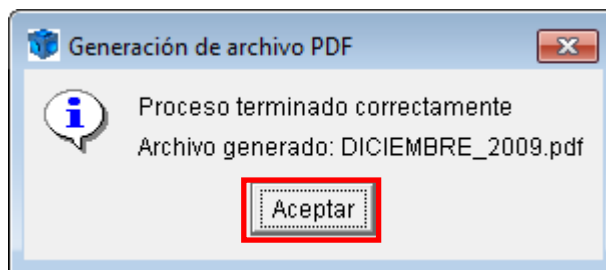 Generación de archivo PDF
Proceso terminado correctamente
Archivo generado: DICIEMBRE_2009.pdf
Aceptar